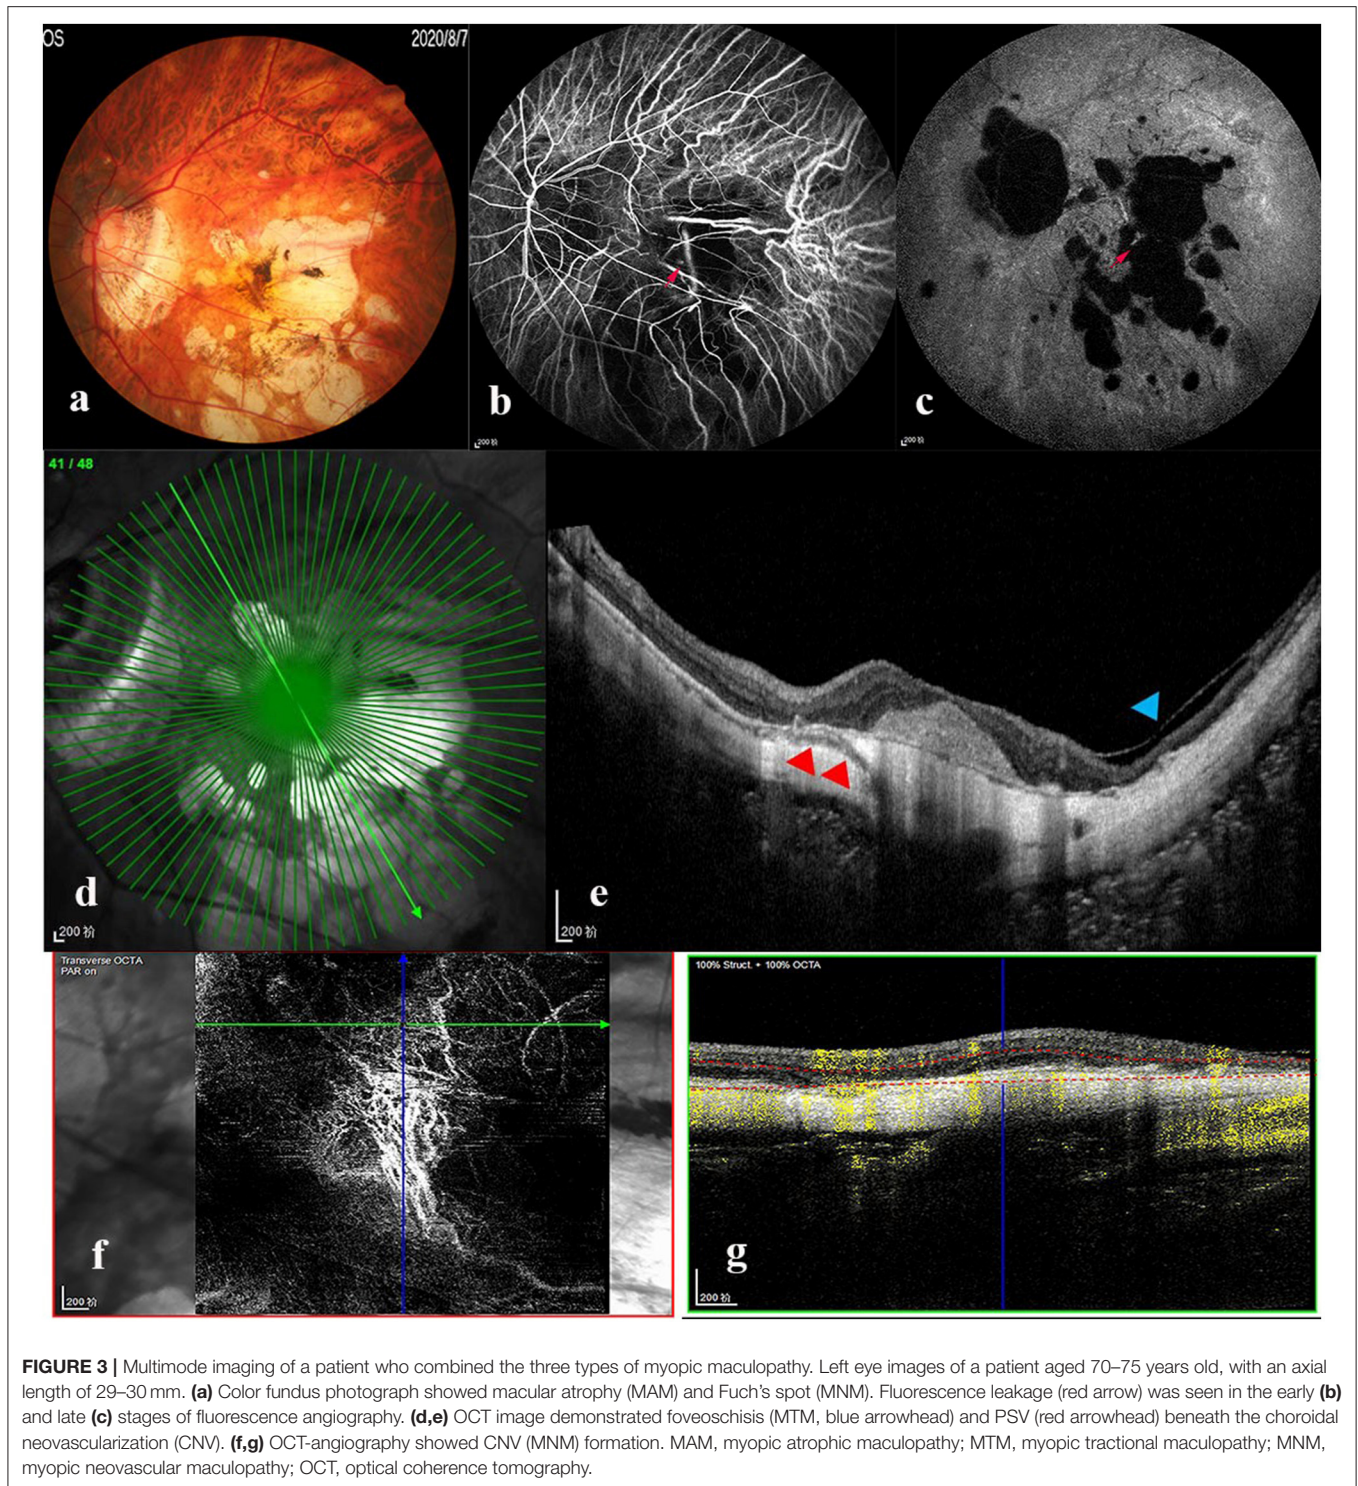 OS
2020/8/7
a
b
c
200 衸
200 衸
41 / 48
d
e
200 衸
200 衸
Transverse OCTA
PAR on
100% Struct. + 100% OCTA
f
g
200 衸
200 衸
FIGURE 3 | Multimode imaging of a patient who combined the three types of myopic maculopathy. Left eye images of a patient aged 70–75 years old, with an axial
length of 29–30 mm. (a) Color fundus photograph showed macular atrophy (MAM) and Fuch's spot (MNM). Fluorescence leakage (red arrow) was seen in the early (b)
and late (c) stages of fluorescence angiography. (d,e) OCT image demonstrated foveoschisis (MTM, blue arrowhead) and PSV (red arrowhead) beneath the choroidal
neovascularization (CNV). (f,g) OCT-angiography showed CNV (MNM) formation. MAM, myopic atrophic maculopathy; MTM, myopic tractional maculopathy; MNM,
myopic neovascular maculopathy; OCT, optical coherence tomography.